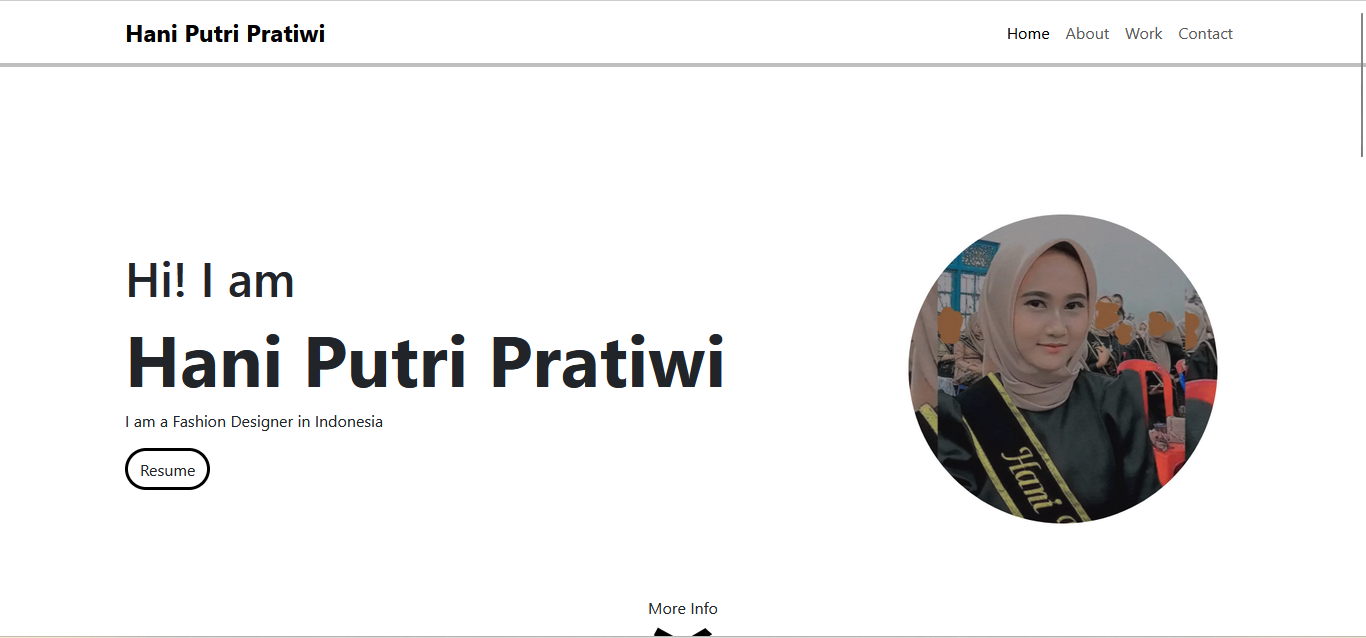 Hani Putri Pratiwi
Home About Work Contact
Hi! I am
Hani Putri Pratiwi
I am a Fashion Designer in Indonesia
Resume
Hani
More Info